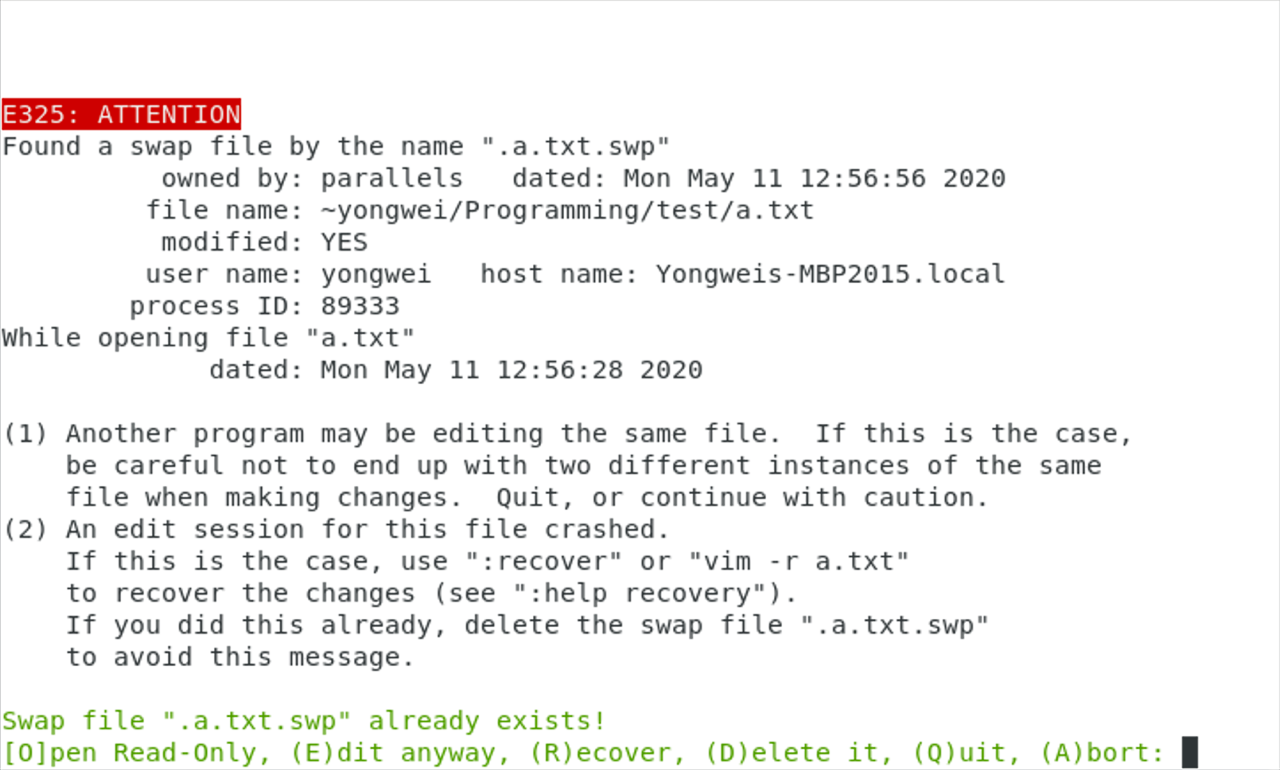 E325: ATTENTION
Found a swap file by the name ".a.txt.swp"
          owned by: parallels   dated: Mon May 11 12:56:56 2020
         file name: ~yongwei/Programming/test/a.txt
          modified: YES
         user name: yongwei   host name: Yongweis-MBP2015.local
        process ID: 89333
While opening file "a.txt"
             dated: Mon May 11 12:56:28 2020

(1) Another program may be editing the same file.  If this is the case,
    be careful not to end up with two different instances of the same
    file when making changes.  Quit, or continue with caution.
(2) An edit session for this file crashed.
    If this is the case, use ":recover" or "vim -r a.txt"
    to recover the changes (see ":help recovery").
    If you did this already, delete the swap file ".a.txt.swp"
    to avoid this message.

Swap file ".a.txt.swp" already exists!
[O]pen Read-Only, (E)dit anyway, (R)ecover, (D)elete it, (Q)uit, (A)bort: